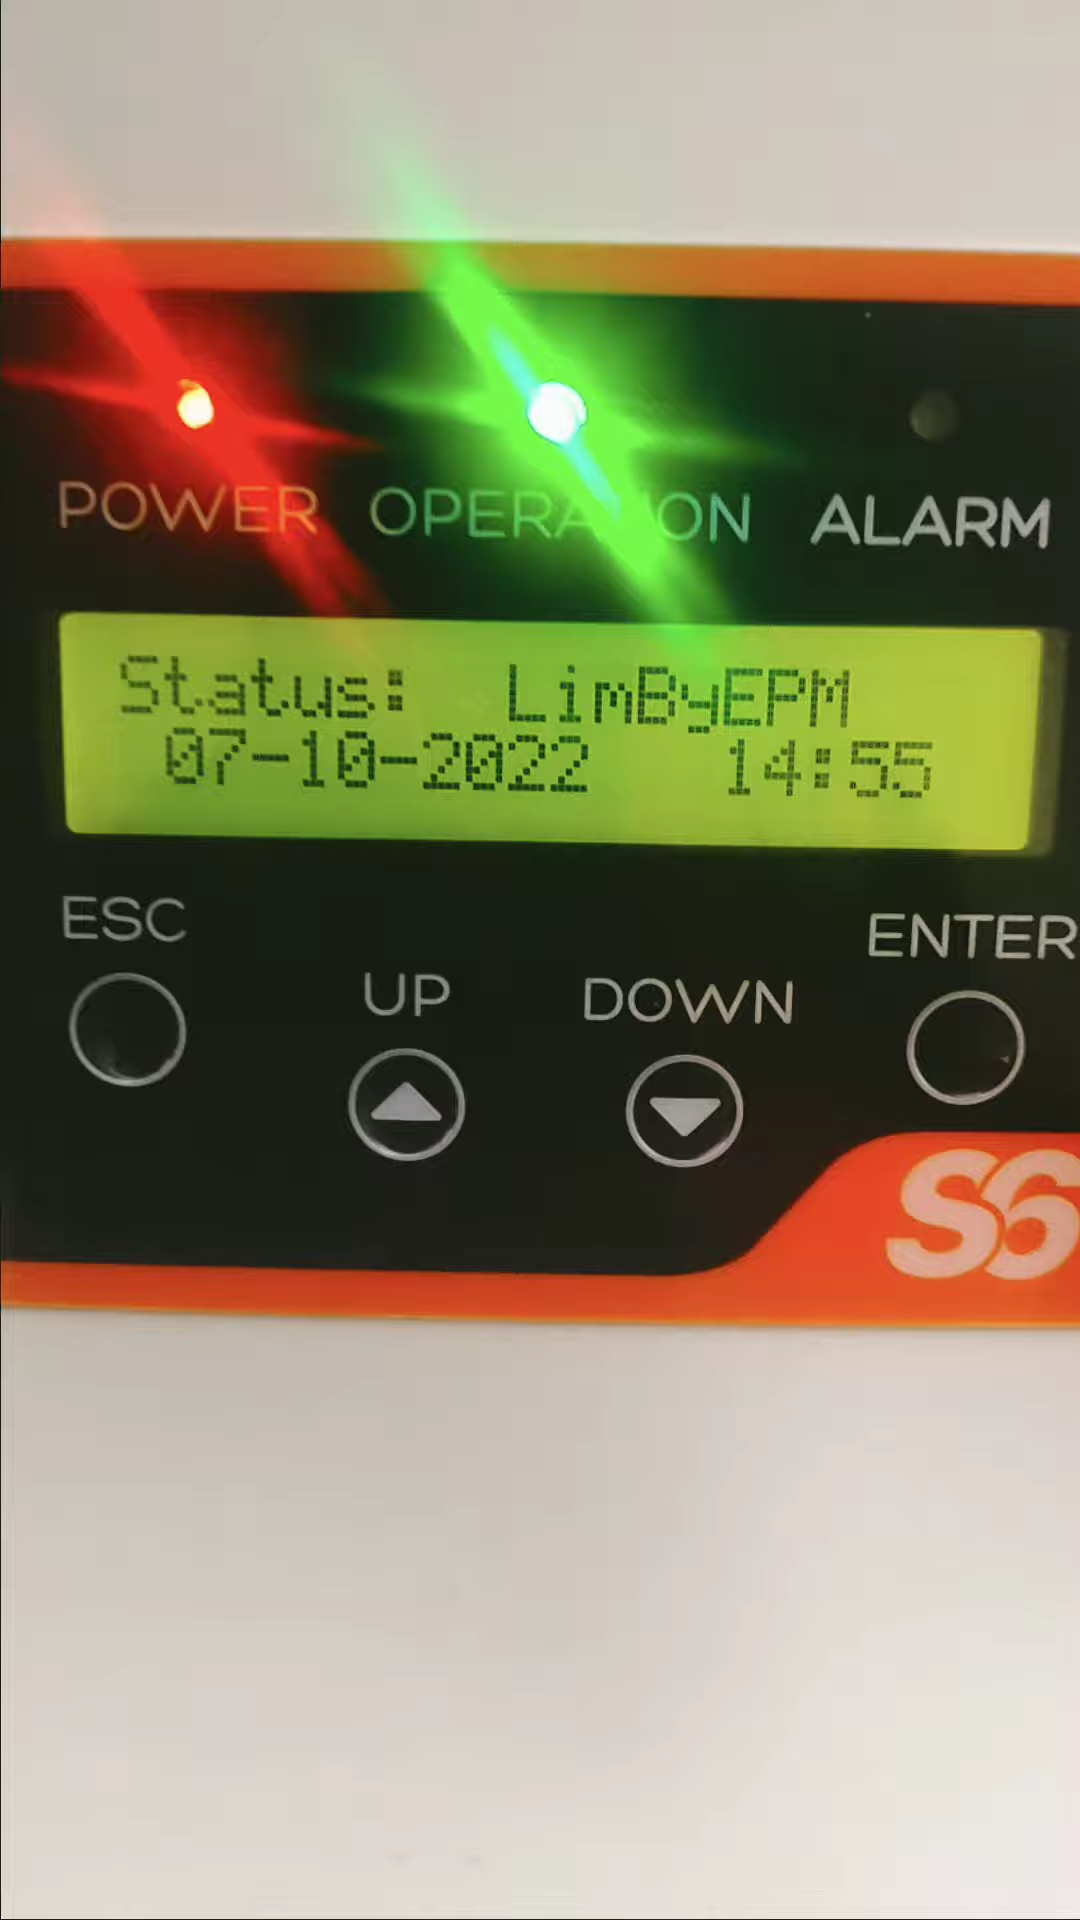 POWER OPERATION ALARM
Status: LimByEPM
07-10-2022 14:55
ESC
UP
DOWN
ENTER
S6